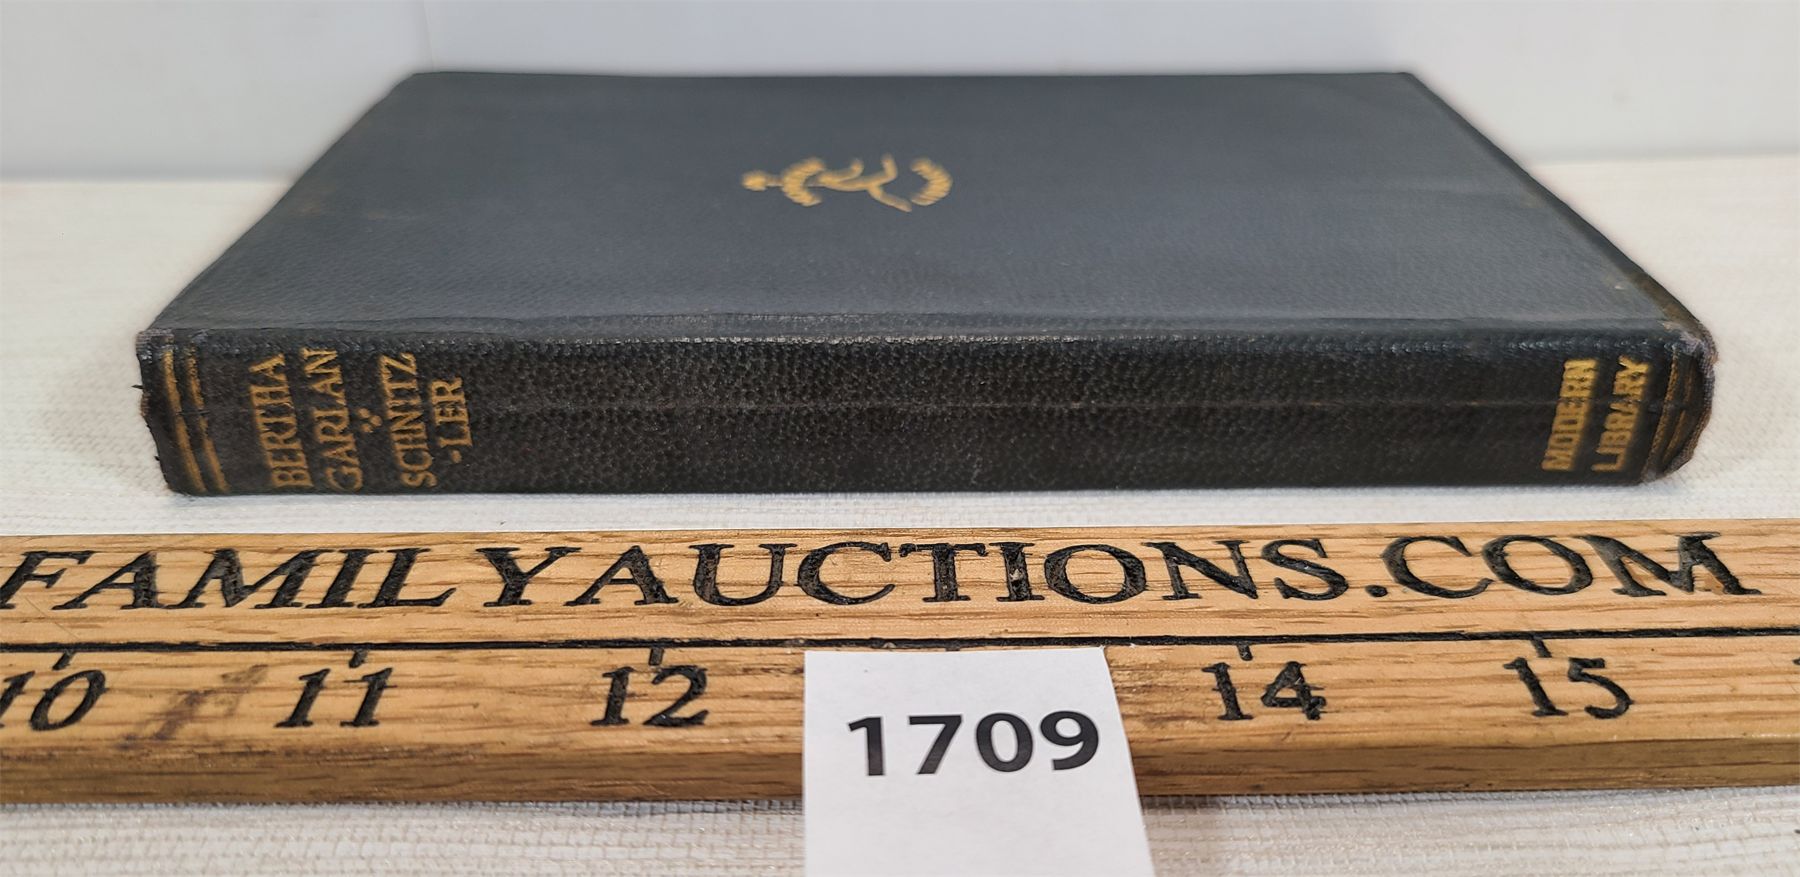 BERTHA
GARLAN
SCHNITZ
-LER
MODERN
LIBRARY
FAMILYAUCTIONS.COM
10 11 12 14 15
1709